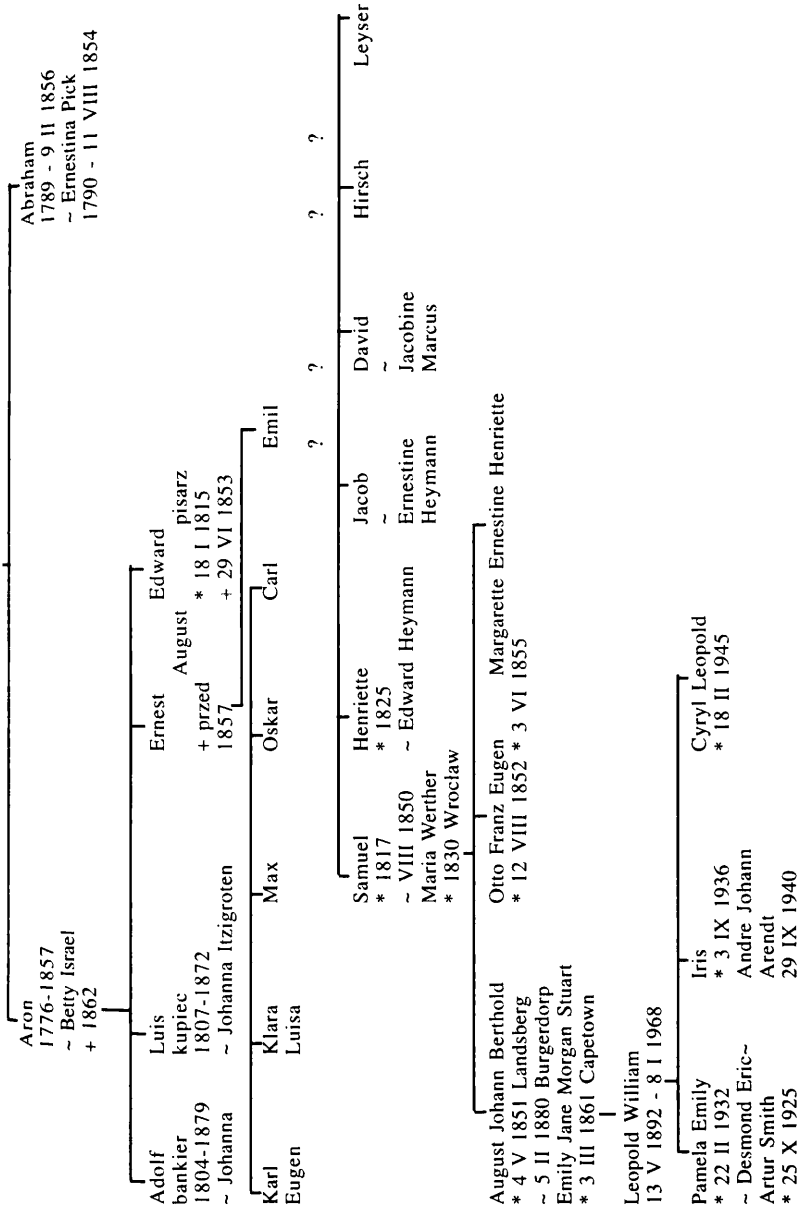 Aron
1776-1857
~ Betty Israel
+ 1862
Abraham
1789 - 9 II 1856
~ Ernestina Pick
1790 - 11 VIII 1854
Adolf
bankier
1804-1879
~ Johanna
Luis
kupiec
1807-1872
~ Johanna Itzigroten
Ernest
August
+ przed
1857
Edward
pisarz
* 18 I 1815
+ 29 VI 1853
Karl
Eugen
Klara
Luisa
Max
Oskar
Carl
Emil
? ? ? ?
Samuel
* 1817
~ VIII 1850
Maria Werther
* 1830 Wrocław
Henriette
* 1825
~ Edward Heymann
Jacob
~
Ernestine
Heymann
David
~
Jacobine
Marcus
Hirsch
Leyser
August Johann Berthold
* 4 V 1851 Landsberg
~ 5 II 1880 Burgerdorp
Emily Jane Morgan Stuart
* 3 III 1861 Capetown
Otto Franz Eugen
* 12 VIII 1852
Margarette Ernestine Henriette
* 3 VI 1855
Leopold William
13 V 1892 - 8 I 1968
Pamela Emily
* 22 II 1932
~ Desmond Eric
Artur Smith
* 25 X 1925
Iris
* 3 IX 1936
~ Andre Johann
Arendt
29 IX 1940
Cyryl Leopold
* 18 II 1945